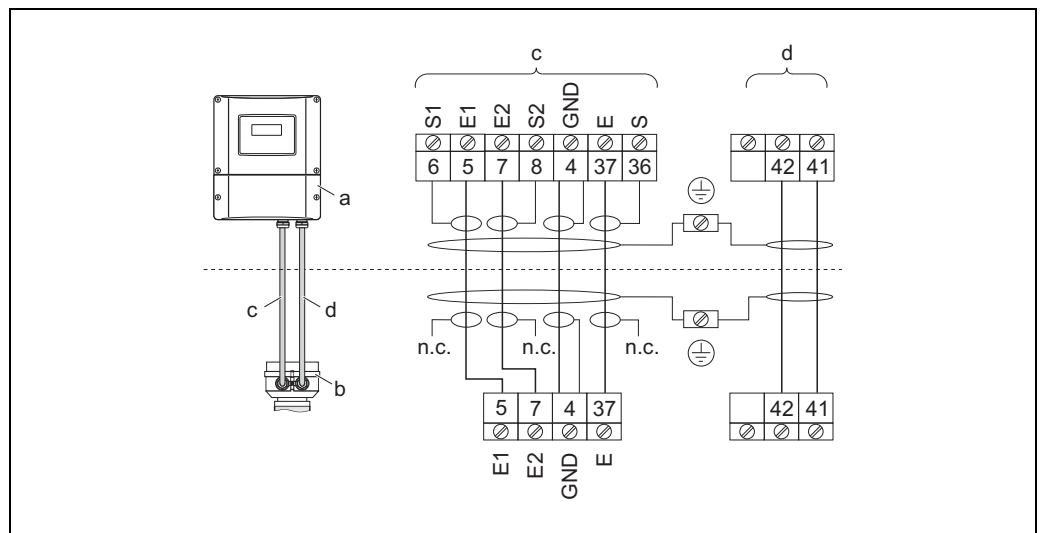 c
d
S1 E1 E2 S2 GND E S
6 5 7 8 4 37 36
42 41
a
c
d
b
n.c. n.c. n.c.
5 7 4 37
42 41
E1 E2 GND E